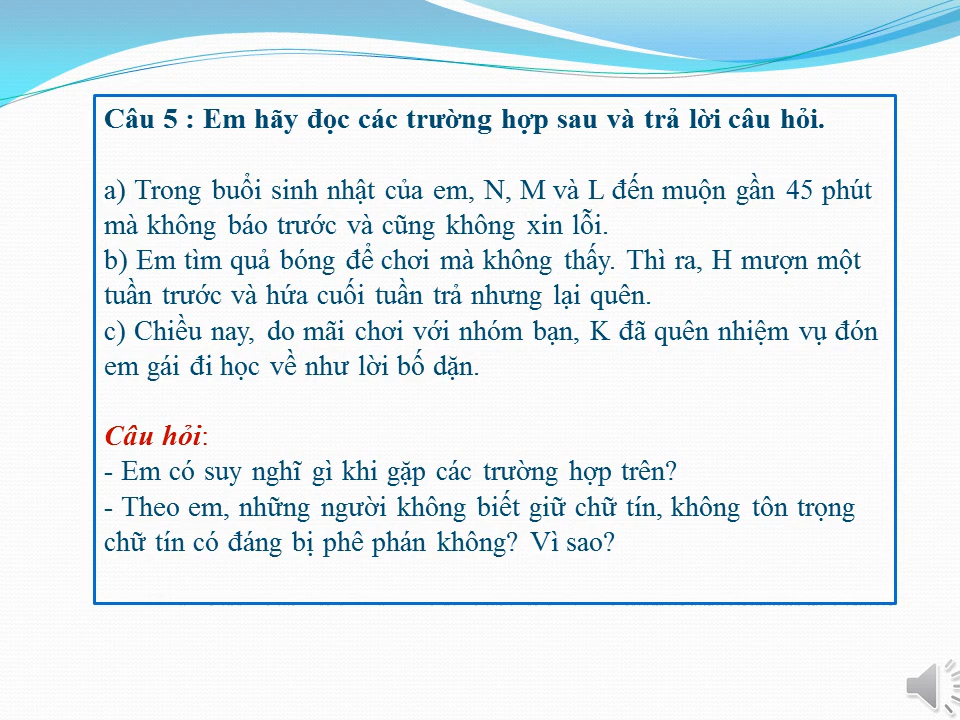 Câu 5 : Em hãy đọc các trường hợp sau và trả lời câu hỏi.
a) Trong buổi sinh nhật của em, N, M và L đến muộn gần 45 phút
mà không báo trước và cũng không xin lỗi.
b) Em tìm quả bóng để chơi mà không thấy. Thì ra, H mượn một
tuần trước và hứa cuối tuần trả nhưng lại quên.
c) Chiều nay, do mãi chơi với nhóm bạn, K đã quên nhiệm vụ đón
em gái đi học về như lời bố dặn.
Câu hỏi:
- Em có suy nghĩ gì khi gặp các trường hợp trên?
- Theo em, những người không biết giữ chữ tín, không tôn trọng
chữ tín có đáng bị phê phán không? Vì sao?